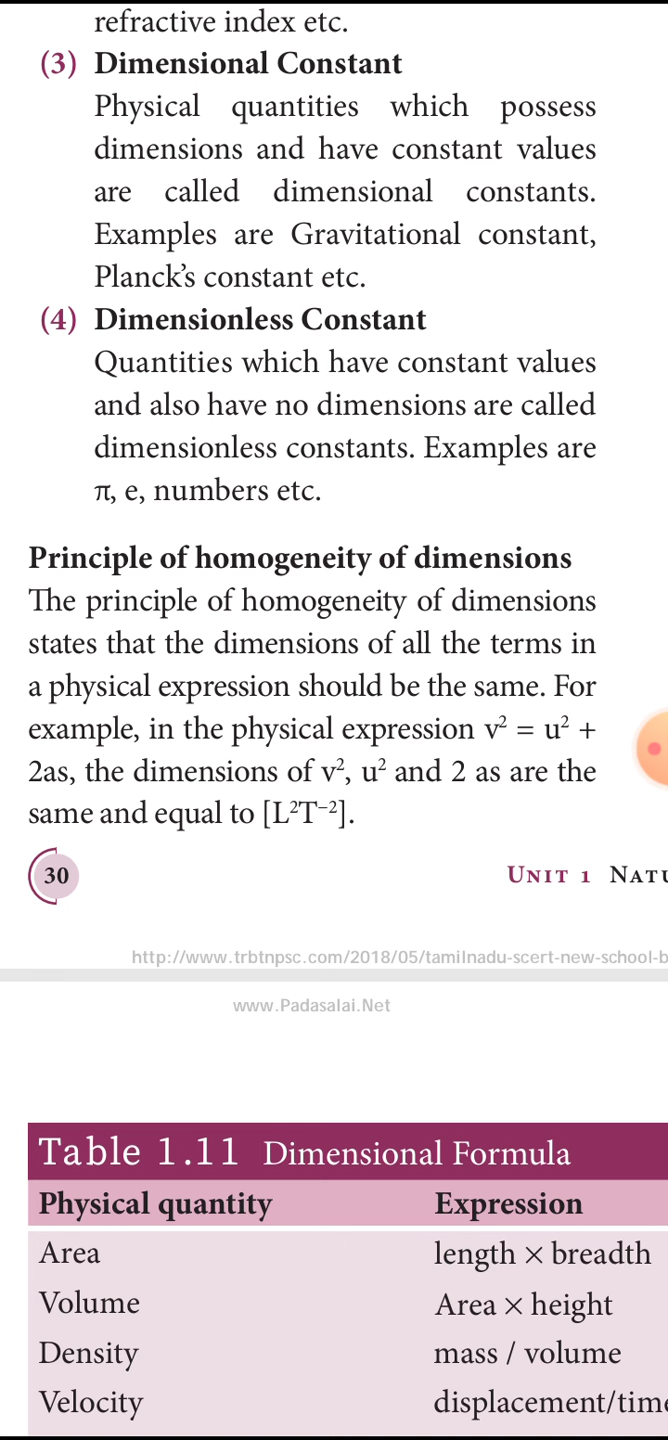 refractive index etc.
(3) Dimensional Constant
Physical quantities which possess
dimensions and have constant values
are called dimensional constants.
Examples are Gravitational constant,
Planck’s constant etc.
(4) Dimensionless Constant
Quantities which have constant values
and also have no dimensions are called
dimensionless constants. Examples are
π, e, numbers etc.
Principle of homogeneity of dimensions
The principle of homogeneity of dimensions
states that the dimensions of all the terms in
a physical expression should be the same. For
example, in the physical expression v² = u² +
2as, the dimensions of v², u² and 2 as are the
same and equal to [L²T⁻²].
30
UNIT 1 NATU
http://www.trbtnpsc.com/2018/05/tamilnadu-scert-new-school-b
www.Padasalai.Net
Table 1.11 Dimensional Formula
Physical quantity Expression
Area length × breadth
Volume Area × height
Density mass / volume
Velocity displacement/time